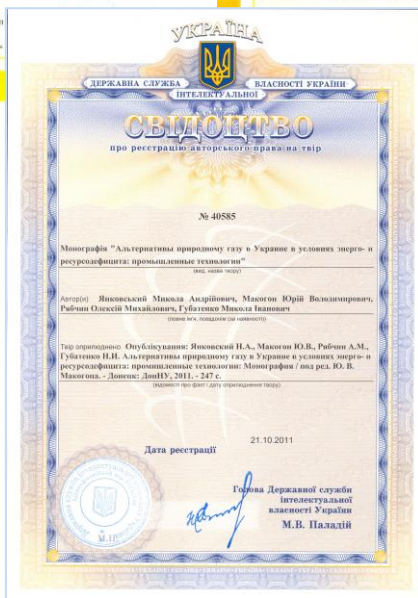 УКРАЇНА
ДЕРЖАВНА СЛУЖБА ІНТЕЛЕКТУАЛЬНОЇ ВЛАСНОСТІ УКРАЇНИ
СВІДОЦТВО
про реєстрацію авторського права на твір
№ 40585
Монографія "Альтернативы природному газу в Украине в условиях энерго- и
ресурсодефицита: промышленные технологии"
(вид, назва твору)
Автор(и) Янковський Микола Андрійович, Макогон Юрій Володимирович,
Рябчин Олексій Михайлович, Губатенко Микола Іванович
(повне ім'я, псевдонім (за наявності))
Твір оприлюднено Опублікування: Янковский Н.А., Макогон Ю.В., Рябчин А.М.,
Губатенко Н.И. Альтернативы природному газу в Украине в условиях энерго- и
ресурсодефицита: промышленные технологии: Монография / под ред. Ю. В.
Макогона. - Донецк: ДонНУ, 2011. - 247 с.
(відомості про факт і дату оприлюднення твору)
21.10.2011
Дата реєстрації
Голова Державної служби
інтелектуальної
власності України
М.В. Паладій
М.П.